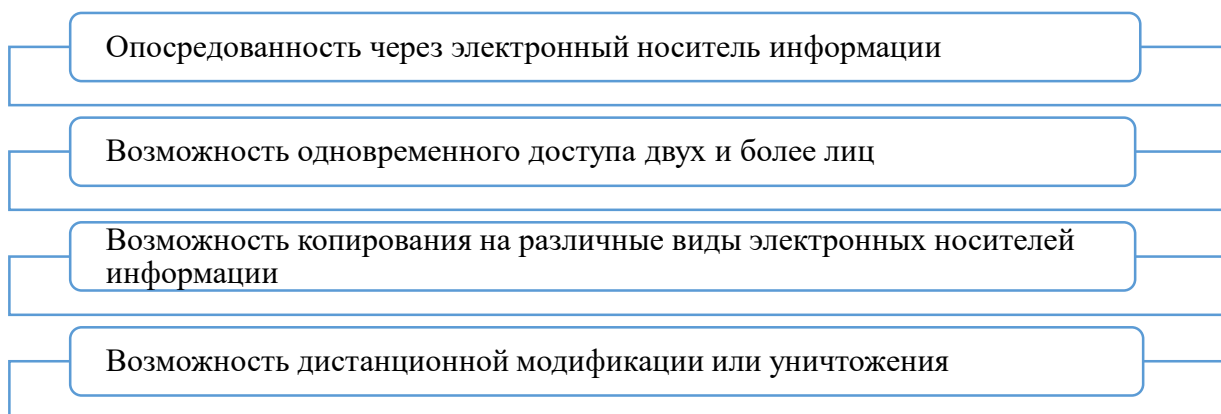 Опосредованность через электронный носитель информации
Возможность одновременного доступа двух и более лиц
Возможность копирования на различные виды электронных носителей
информации
Возможность дистанционной модификации или уничтожения